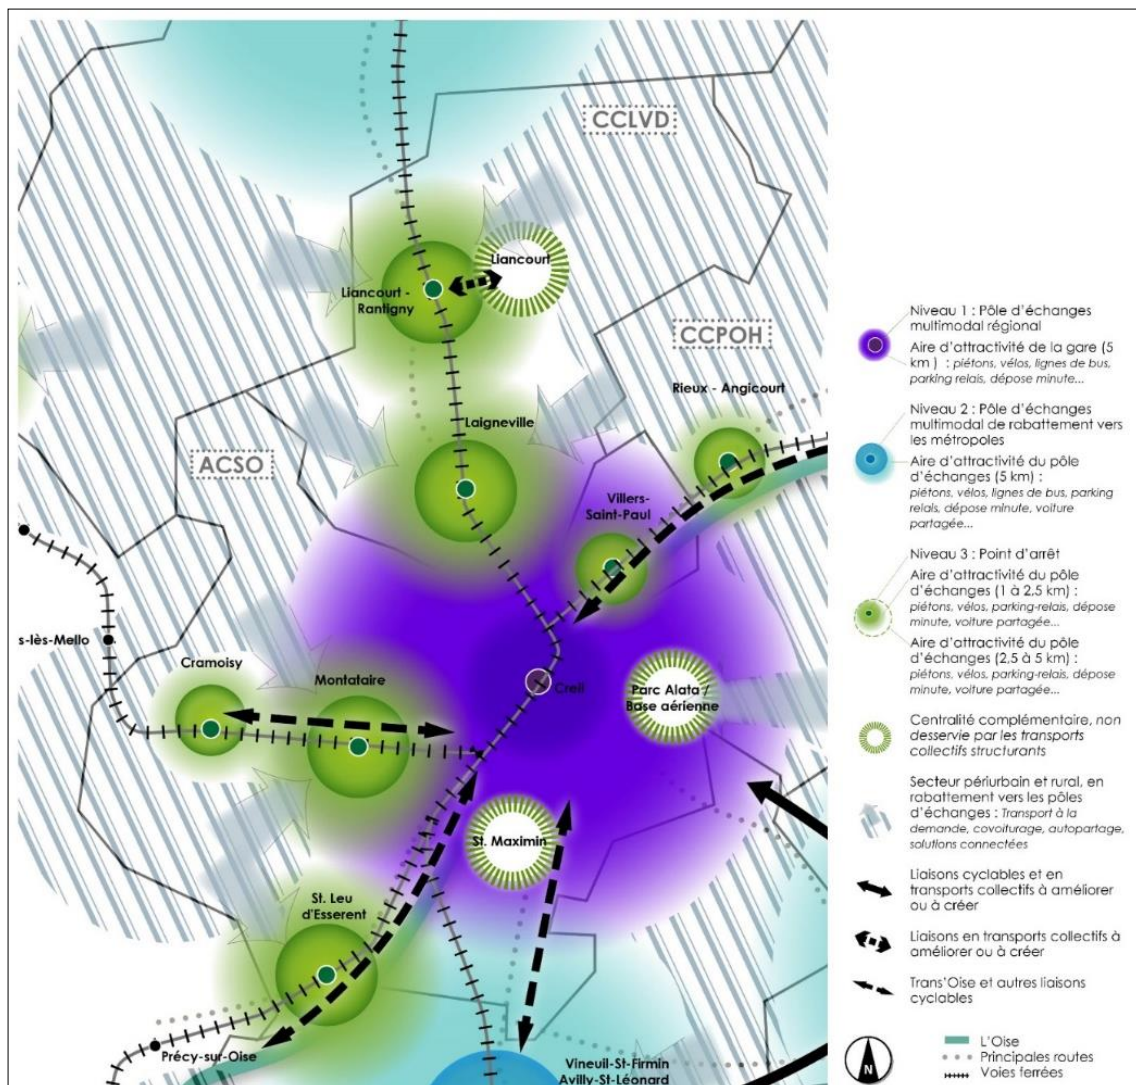 CCLVD
Liancourt
Liancourt -
Rantigny
CCPOH
Rieux - Angicourt
Laigneville
ACSO
Villers-
Saint-Paul
s-lès-Mello
Cramoisy
Montataire
Creil
Parc Alata /
Base aérienne
St. Maximin
St. Leu
d'Esserent
Précy-sur-Oise
Vineuil-St-Firmin
Avilly-St-Léonard
Niveau 1 : Pôle d'échanges
multimodal régional
Aire d'attractivité de la gare (5
km ) : piétons, vélos, lignes de bus,
parking relais, dépose minute...
Niveau 2 : Pôle d'échanges
multimodal de rabattement vers
les métropoles
Aire d'attractivité du pôle
d'échanges (5 km) :
piétons, vélos, lignes de bus, parking
relais, dépose minute, voiture
partagée...
Niveau 3 : Point d'arrêt
Aire d'attractivité du pôle
d'échanges (1 à 2,5 km) :
piétons, vélos, parking-relais, dépose
minute, voiture partagée...
Aire d'attractivité du pôle
d'échanges (2,5 à 5 km) :
piétons, vélos, parking-relais, dépose
minute, voiture partagée...
Centralité complémentaire, non
desservie par les transports
collectifs structurants
Secteur périurbain et rural, en
rabattement vers les pôles
d'échanges : Transport à la
demande, covoiturage, autopartage,
solutions connectées
Liaisons cyclables et en
transports collectifs à améliorer
ou à créer
Liaisons en transports collectifs à
améliorer ou à créer
Trans'Oise et autres liaisons
cyclables
N
L'Oise
Principales routes
Voies ferrées